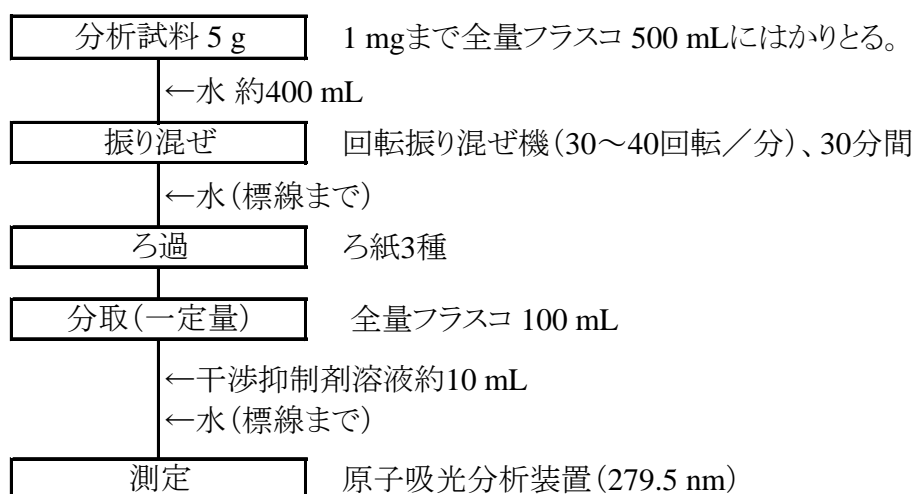 分析試料 5 g 1 mgまで全量フラスコ 500 mLにはかりとる。
←水 約400 mL
振り混ぜ 回転振り混ぜ機(30～40回転／分)、30分間
←水(標線まで)
ろ過 ろ紙3種
分取(一定量) 全量フラスコ 100 mL
←干渉抑制剤溶液約10 mL
←水(標線まで)
測定 原子吸光分析装置(279.5 nm)